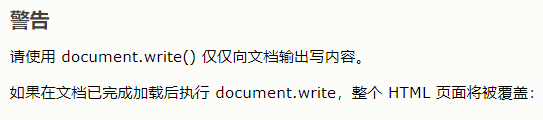 警告
请使用 document.write() 仅仅向文档输出写内容。
如果在文档已完成加载后执行 document.write，整个 HTML 页面将被覆盖：